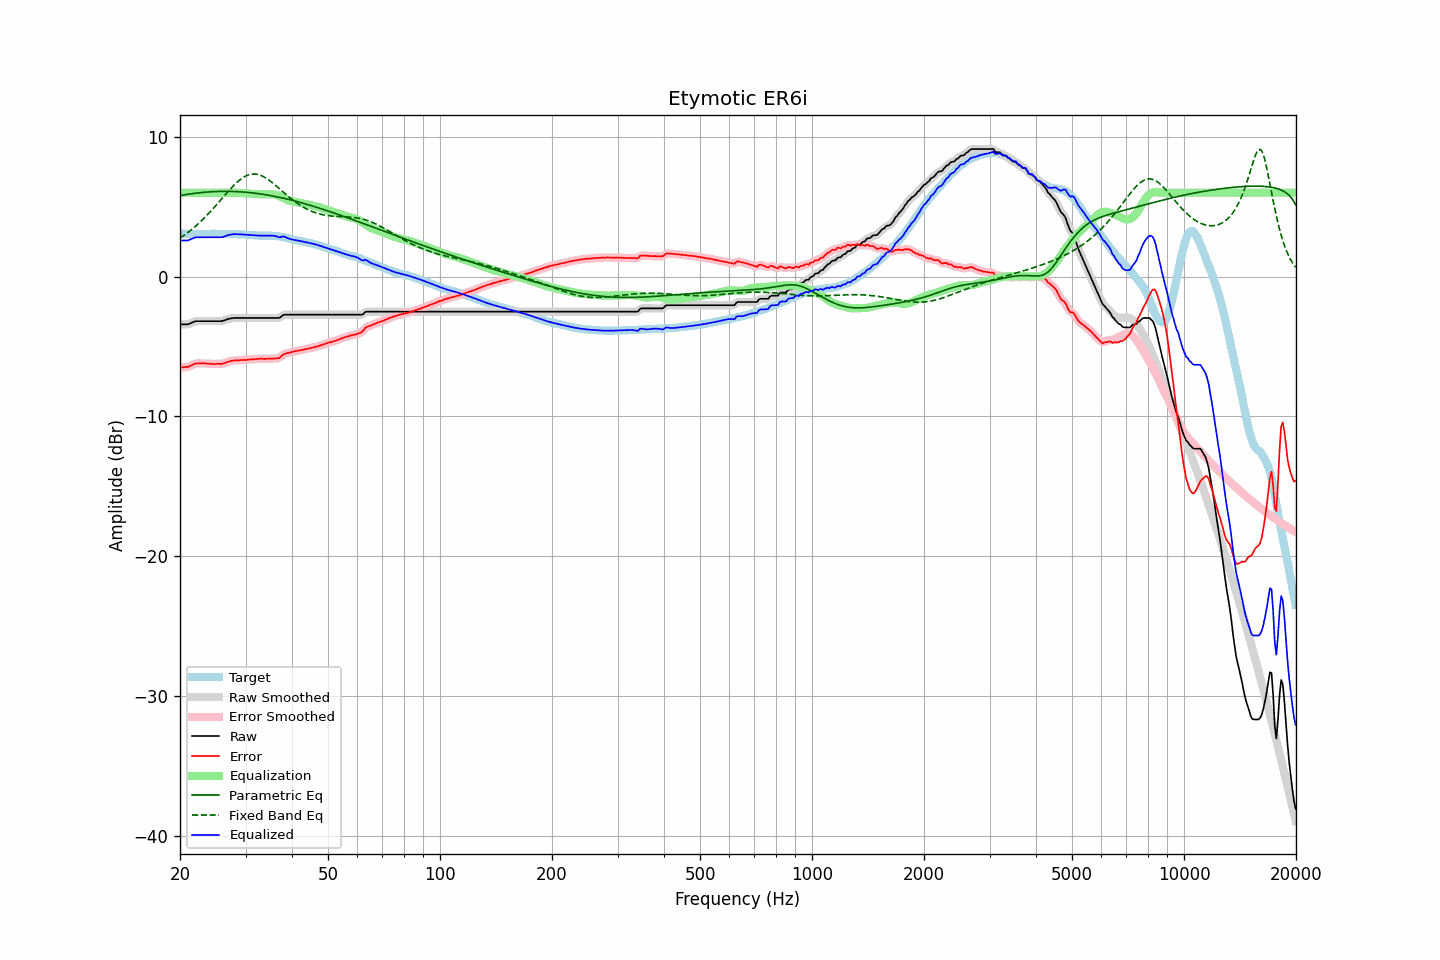 Etymotic ER6i
10
0
−10
−20
−30
−40
Amplitude (dBr)
Target
Raw Smoothed
Error Smoothed
Raw
Error
Equalization
Parametric Eq
Fixed Band Eq
Equalized
20
50
100
200
500
1000
2000
5000
10000
20000
Frequency (Hz)